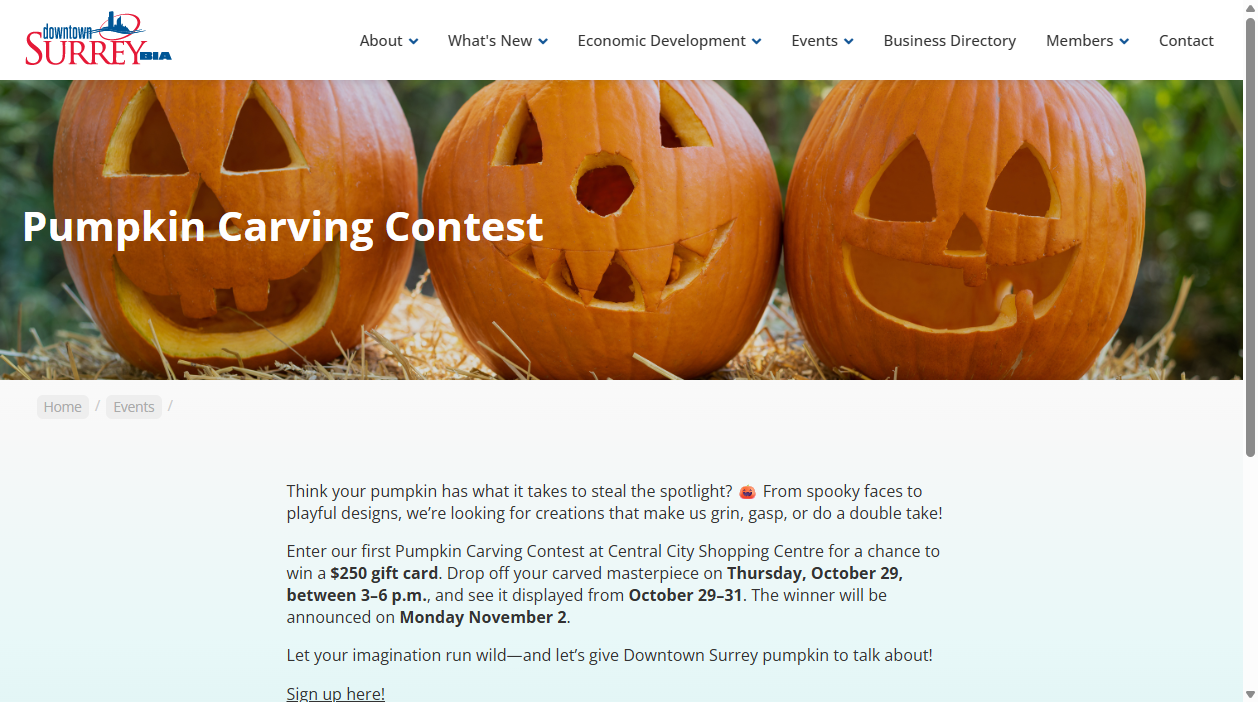 downtown
SURREY BIA
About
What's New
Economic Development
Events
Business Directory
Members
Contact
Pumpkin Carving Contest
Home / Events /
Think your pumpkin has what it takes to steal the spotlight? 🎃 From spooky faces to
playful designs, we’re looking for creations that make us grin, gasp, or do a double take!
Enter our first Pumpkin Carving Contest at Central City Shopping Centre for a chance to
win a $250 gift card. Drop off your carved masterpiece on Thursday, October 29,
between 3–6 p.m., and see it displayed from October 29–31. The winner will be
announced on Monday November 2.
Let your imagination run wild—and let’s give Downtown Surrey pumpkin to talk about!
Sign up here!